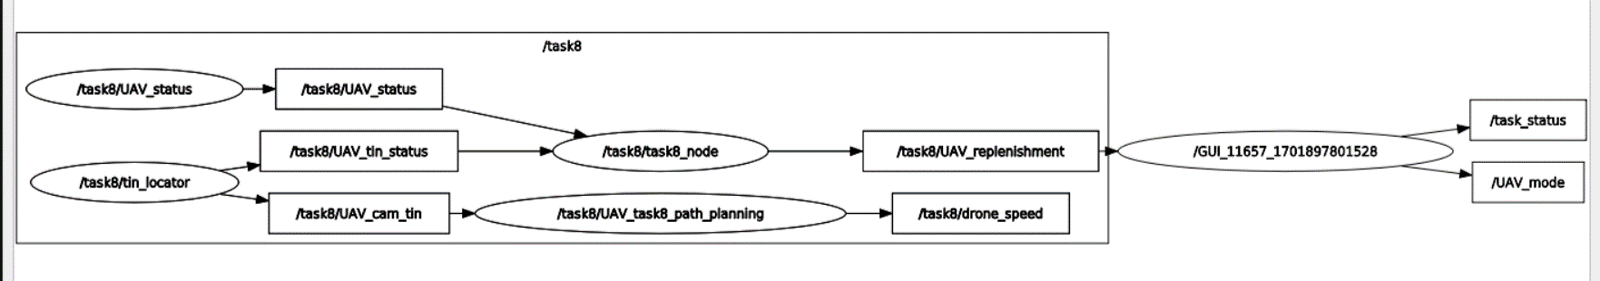 /task8
/task8/UAV_status
/task8/UAV_status
/task8/UAV_tin_status
/task8/task8_node
/task8/UAV_replenishment
/task8/tin_locator
/task8/UAV_cam_tin
/task8/UAV_task8_path_planning
/task8/drone_speed
/GUI_11657_1701897801528
/task_status
/UAV_mode